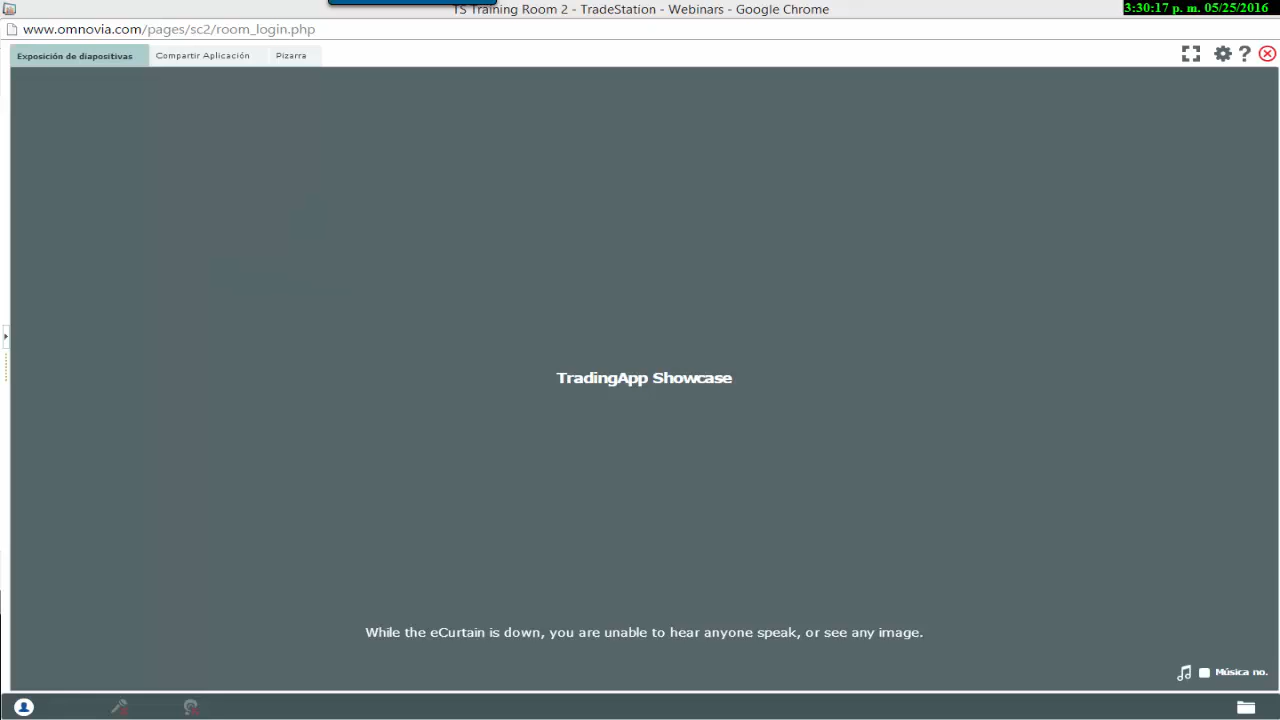 TS Training Room 2 - TradeStation - Webinars - Google Chrome
3:30:17 p. m. 05/25/2016
www.omnovia.com/pages/sc2/room_login.php
Exposición de diapositivas Compartir Aplicación Pizarra
TradingApp Showcase
While the eCurtain is down, you are unable to hear anyone speak, or see any image.
Música no.